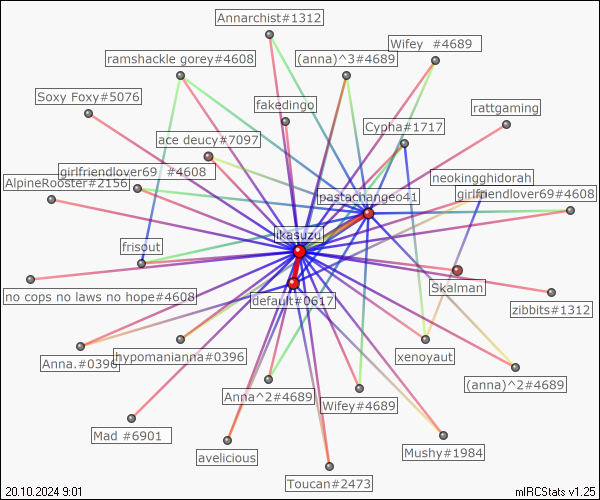 Annarchist#1312
Wifey  #4689
ramshackle gorey#4608
(anna)^3#4689
Soxy Foxy#5076
fakedingo
rattgaming
Cypha#1717
ace deucy#7097
girlfriendlover69  #4608
neokingghidorah
AlpineRooster#2156
pastachangeo41
girlfriendlover69#4608
jkasuzu
frisout
Skalman
no cops no laws no hope#4608
default#0617
zibbits#1312
Anna.#0396
hypomanianna#0396
xenoyaut
(anna)^2#4689
Anna^2#4689
Wifey#4689
Mad #6901
avelicious
Mushy#1984
Toucan#2473
20.10.2024 9:01
mIRCStats v1.25